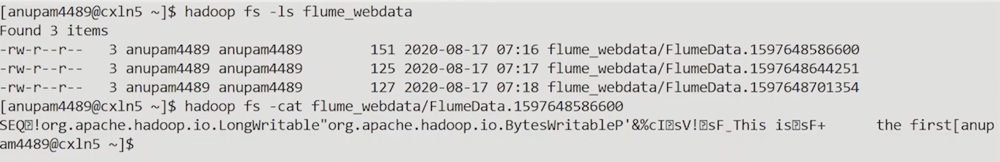 [anupam4489@cxln5 ~]$ hadoop fs -ls flume_webdata
Found 3 items
-rw-r--r--   3 anupam4489 anupam4489        151 2020-08-17 07:16 flume_webdata/FlumeData.1597648586600
-rw-r--r--   3 anupam4489 anupam4489        125 2020-08-17 07:17 flume_webdata/FlumeData.1597648644251
-rw-r--r--   3 anupam4489 anupam4489        127 2020-08-17 07:18 flume_webdata/FlumeData.1597648701354
[anupam4489@cxln5 ~]$ hadoop fs -cat flume_webdata/FlumeData.1597648586600
SEQ�!org.apache.hadoop.io.LongWritable"org.apache.hadoop.io.BytesWritableP'&%cI�sV!�sF_This is�sF+      the first[anup
am4489@cxln5 ~]$